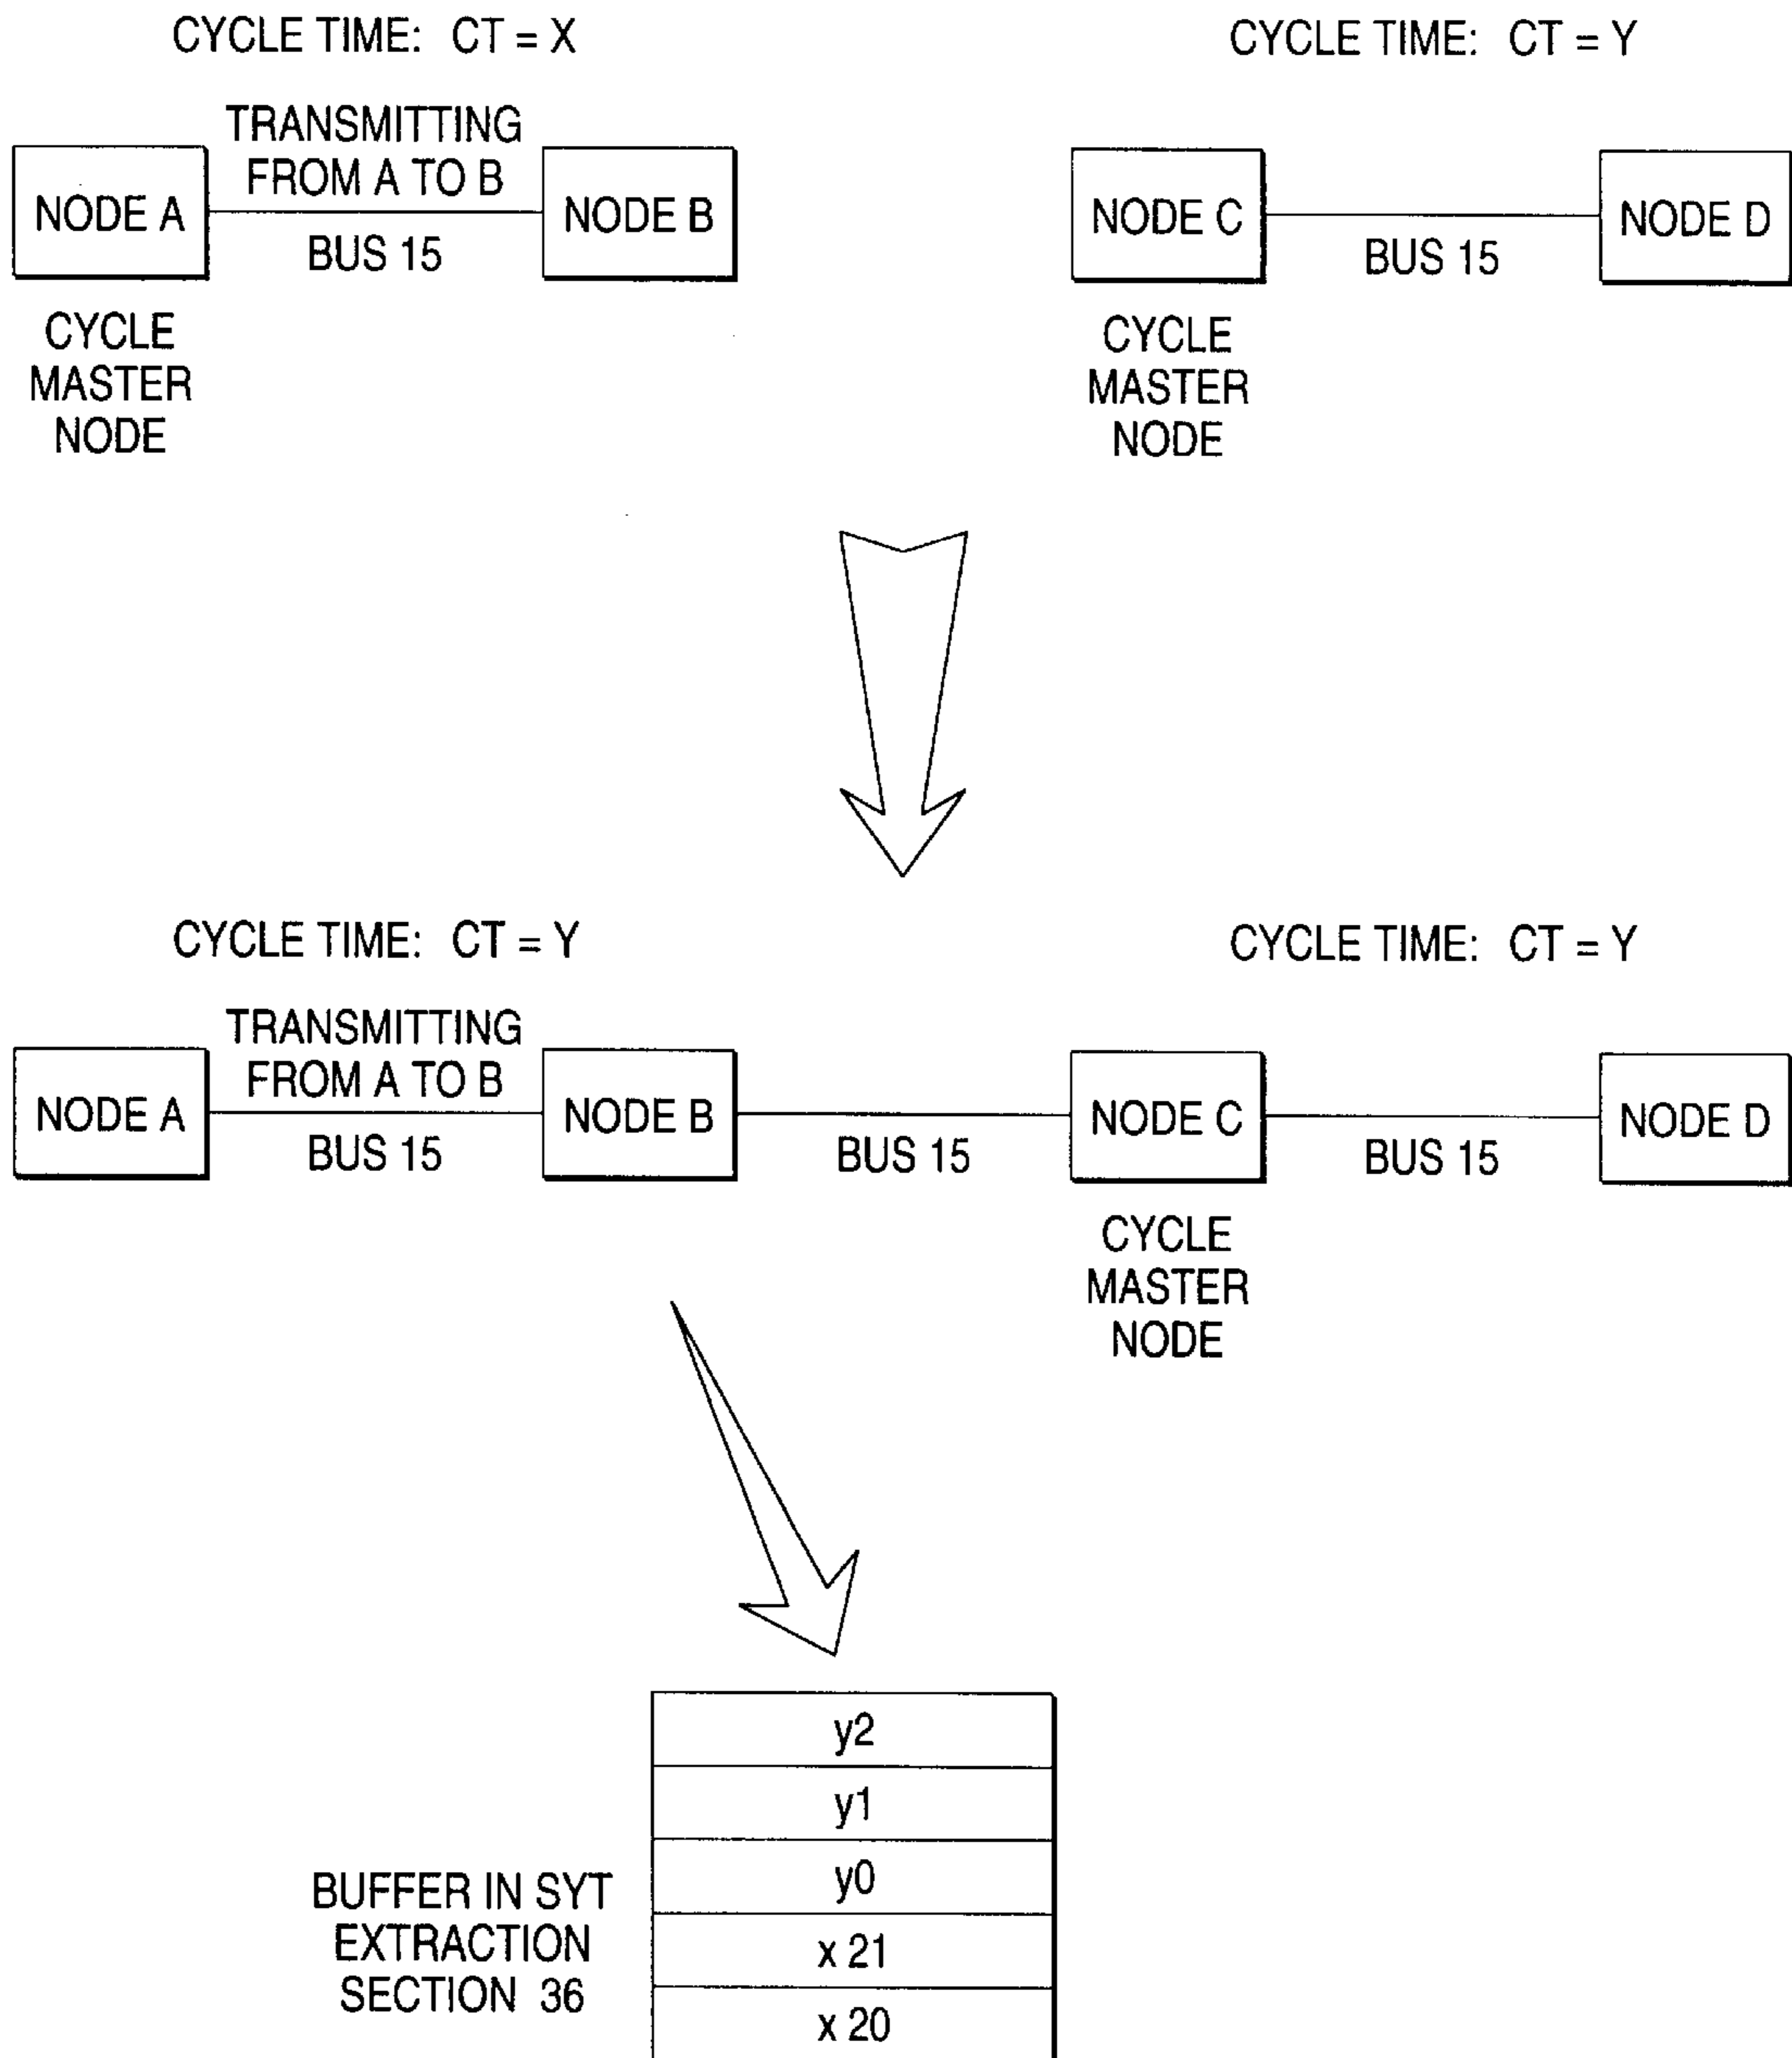 CYCLE TIME: CT = X
CYCLE TIME: CT = Y
TRANSMITTING
FROM A TO B
NODE A
NODE B
BUS 15
NODE C
NODE D
BUS 15
CYCLE
MASTER
NODE
CYCLE
MASTER
NODE
CYCLE TIME: CT = Y
CYCLE TIME: CT = Y
TRANSMITTING
FROM A TO B
NODE A
NODE B
NODE C
NODE D
BUS 15
BUS 15
BUS 15
CYCLE
MASTER
NODE
y2
y1
y0
x 21
x 20
BUFFER IN SYT
EXTRACTION
SECTION 36